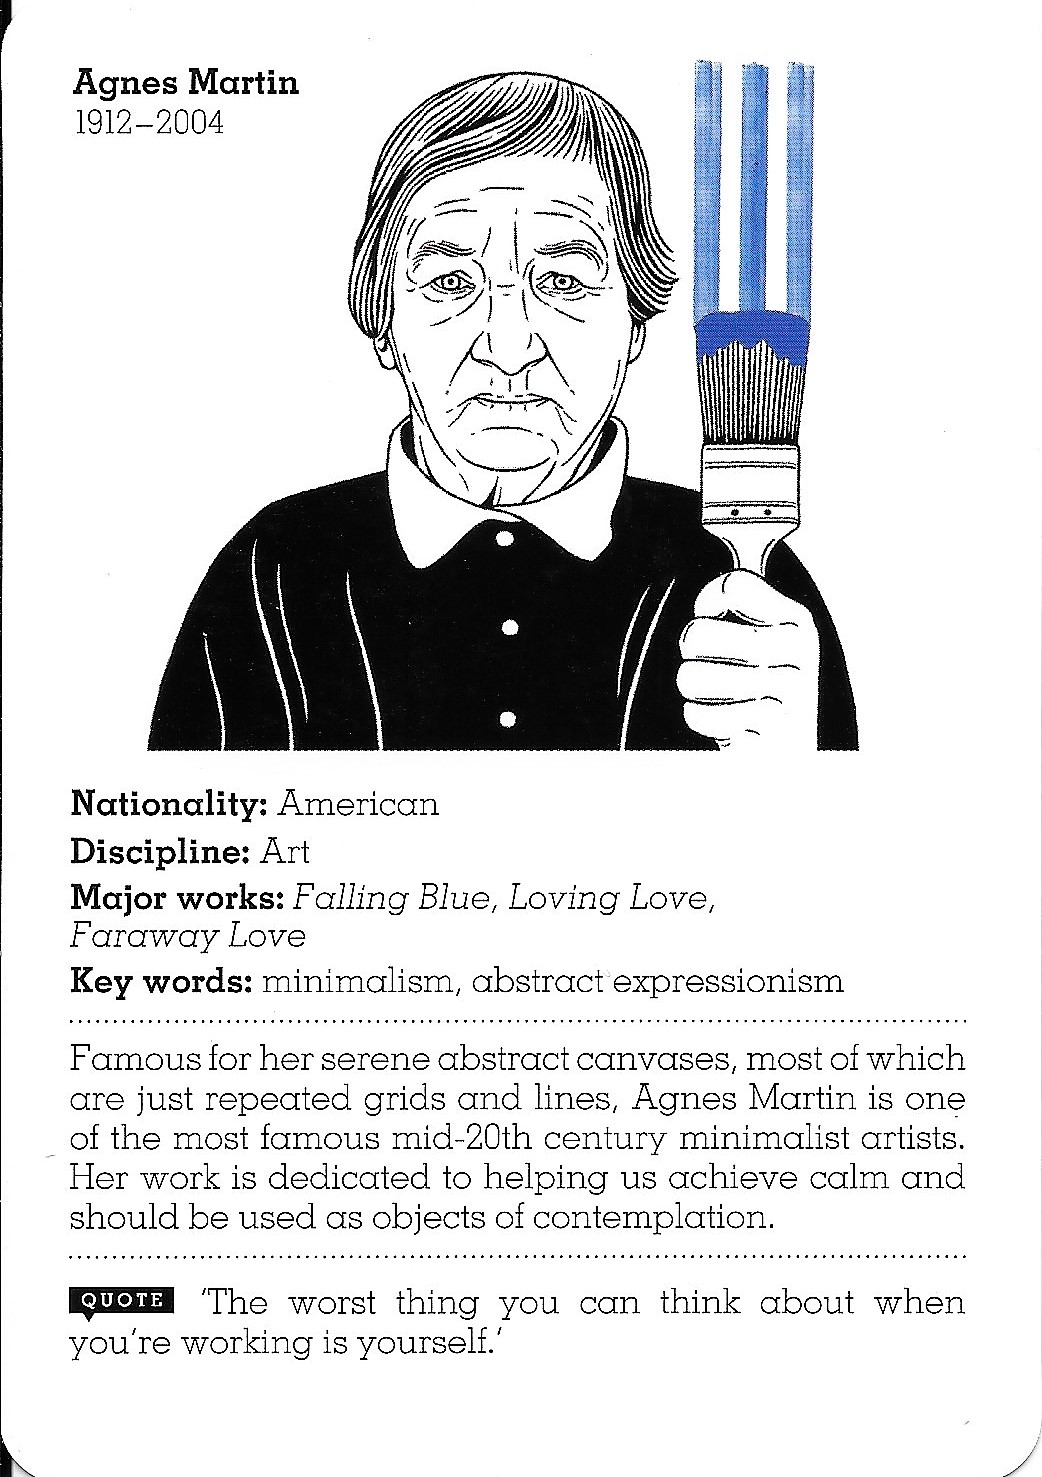 Agnes Martin
1912–2004
Nationality: American
Discipline: Art
Major works: Falling Blue, Loving Love,
Faraway Love
Key words: minimalism, abstract expressionism
Famous for her serene abstract canvases, most of which
are just repeated grids and lines, Agnes Martin is one
of the most famous mid-20th century minimalist artists.
Her work is dedicated to helping us achieve calm and
should be used as objects of contemplation.
QUOTE 'The worst thing you can think about when
you're working is yourself.'